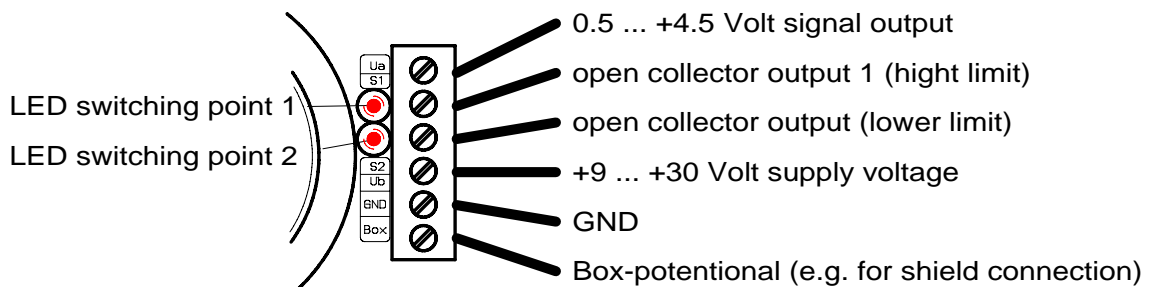 0.5 ... +4.5 Volt signal output
Ua
S1
open collector output 1 (hight limit)
LED switching point 1
open collector output (lower limit)
LED switching point 2
S2
+9 ... +30 Volt supply voltage
Ub
GND
GND
Box
Box-potentional (e.g. for shield connection)